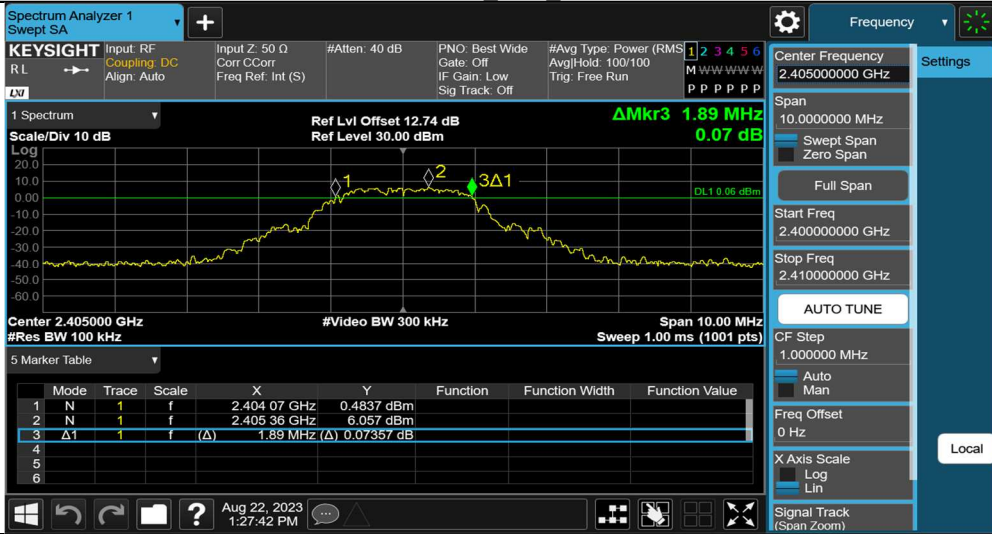 Spectrum Analyzer 1
Swept SA
Frequency
KEYSIGHT
RL
LXI
Input: RF
Coupling: DC
Align: Auto
Input Z: 50 Ω
Corr CCorr
Freq Ref: Int (S)
#Atten: 40 dB
PNO: Best Wide
Gate: Off
IF Gain: Low
Sig Track: Off
#Avg Type: Power (RMS
Avg|Hold: 100/100
Trig: Free Run
1 2 3 4 5 6
M W W W W W
P P P P P P
1 Spectrum
Scale/Div 10 dB
Log
Ref Lvl Offset 12.74 dB
Ref Level 30.00 dBm
ΔMkr3 1.89 MHz
0.07 dB
20.0
10.0
0.00
-10.0
-20.0
-30.0
-40.0
-50.0
-60.0
1
2
3Δ1
DL1 0.06 dBm
Center 2.405000 GHz
#Res BW 100 kHz
#Video BW 300 kHz
Span 10.00 MHz
Sweep 1.00 ms (1001 pts)
5 Marker Table
Mode Trace Scale X Y Function Function Width Function Value
1 N 1 f 2.404 07 GHz 0.4837 dBm
2 N 1 f 2.405 36 GHz 6.057 dBm
3 Δ1 1 f (Δ) 1.89 MHz (Δ) 0.07357 dB
4
5
6
Aug 22, 2023
1:27:42 PM
Center Frequency
2.405000000 GHz
Span
10.0000000 MHz
Swept Span
Zero Span
Full Span
Start Freq
2.400000000 GHz
Stop Freq
2.410000000 GHz
AUTO TUNE
CF Step
1.000000 MHz
Auto
Man
Freq Offset
0 Hz
X Axis Scale
Log
Lin
Signal Track
(Span Zoom)
Settings
Local